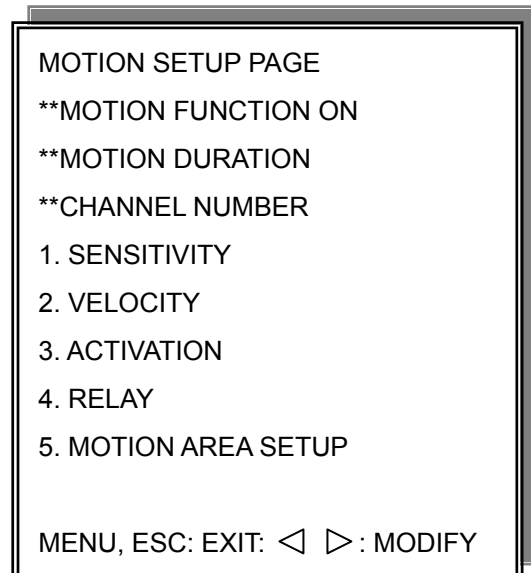 MOTION SETUP PAGE
**MOTION FUNCTION ON
**MOTION DURATION
**CHANNEL NUMBER
1. SENSITIVITY
2. VELOCITY
3. ACTIVATION
4. RELAY
5. MOTION AREA SETUP
MENU, ESC: EXIT: ◁ ▷ : MODIFY